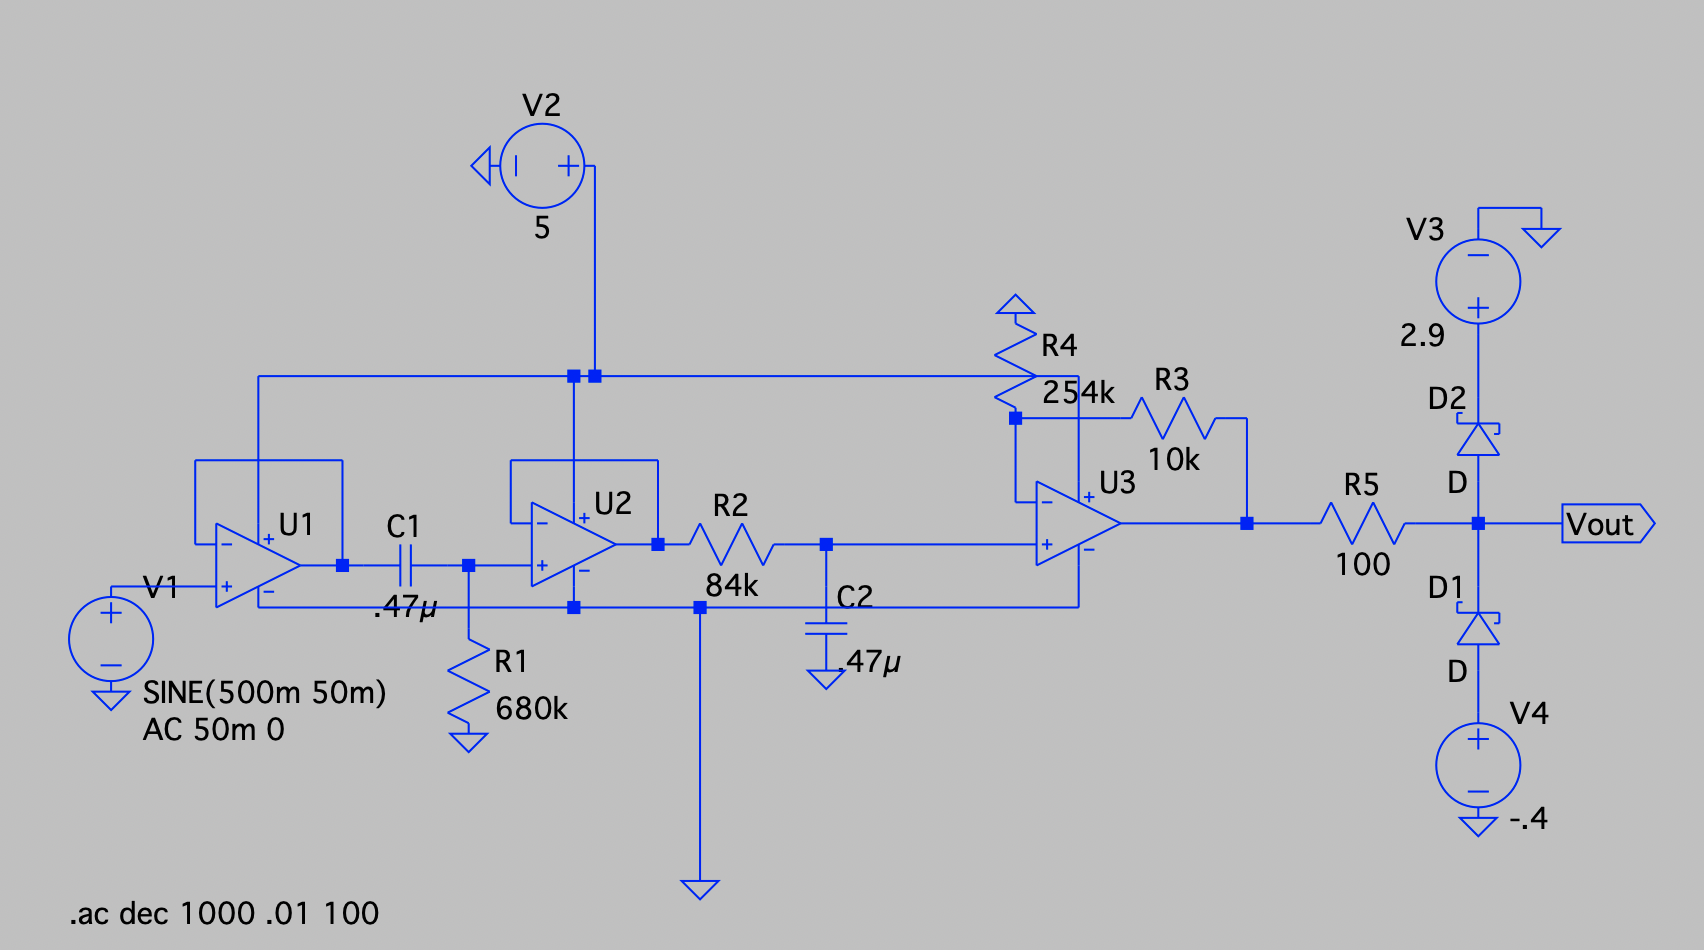 V2
5
V3
2.9
R4
254k
R3
10k
D2
D
U1
C1
.47µ
U2
R2
84k
U3
R5
100
Vout
V1
SINE(500m 50m)
AC 50m 0
R1
680k
C2
.47µ
D1
D
V4
-.4
.ac dec 1000 .01 100